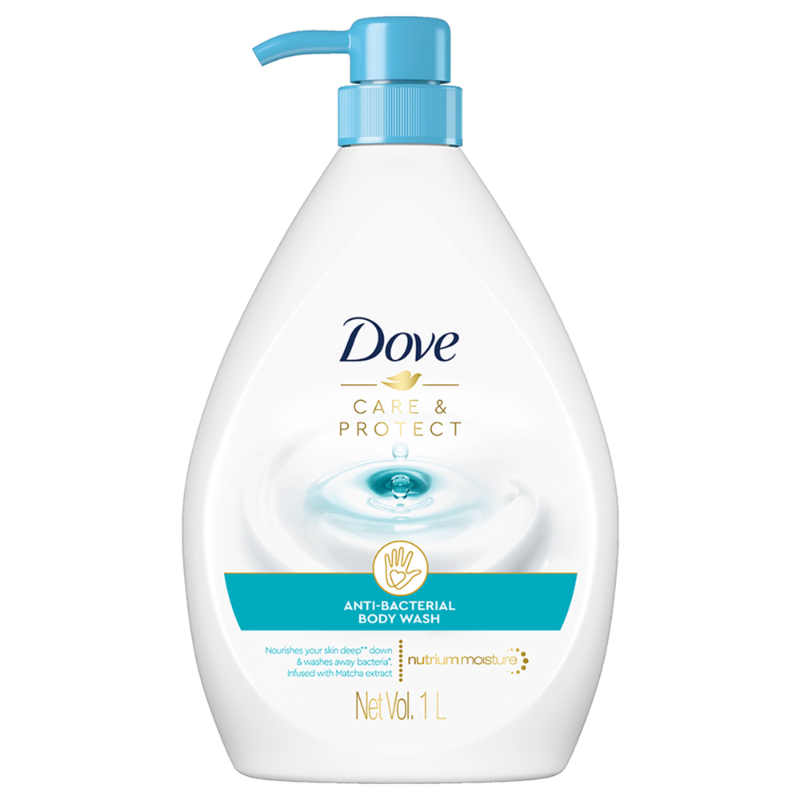 Dove
CARE &
PROTECT
ANTI-BACTERIAL
BODY WASH
Nourishes your skin deep** down
& washes away bacteria*.
Infused with Matcha extract
nutrium moisture
Net Vol. 1 L